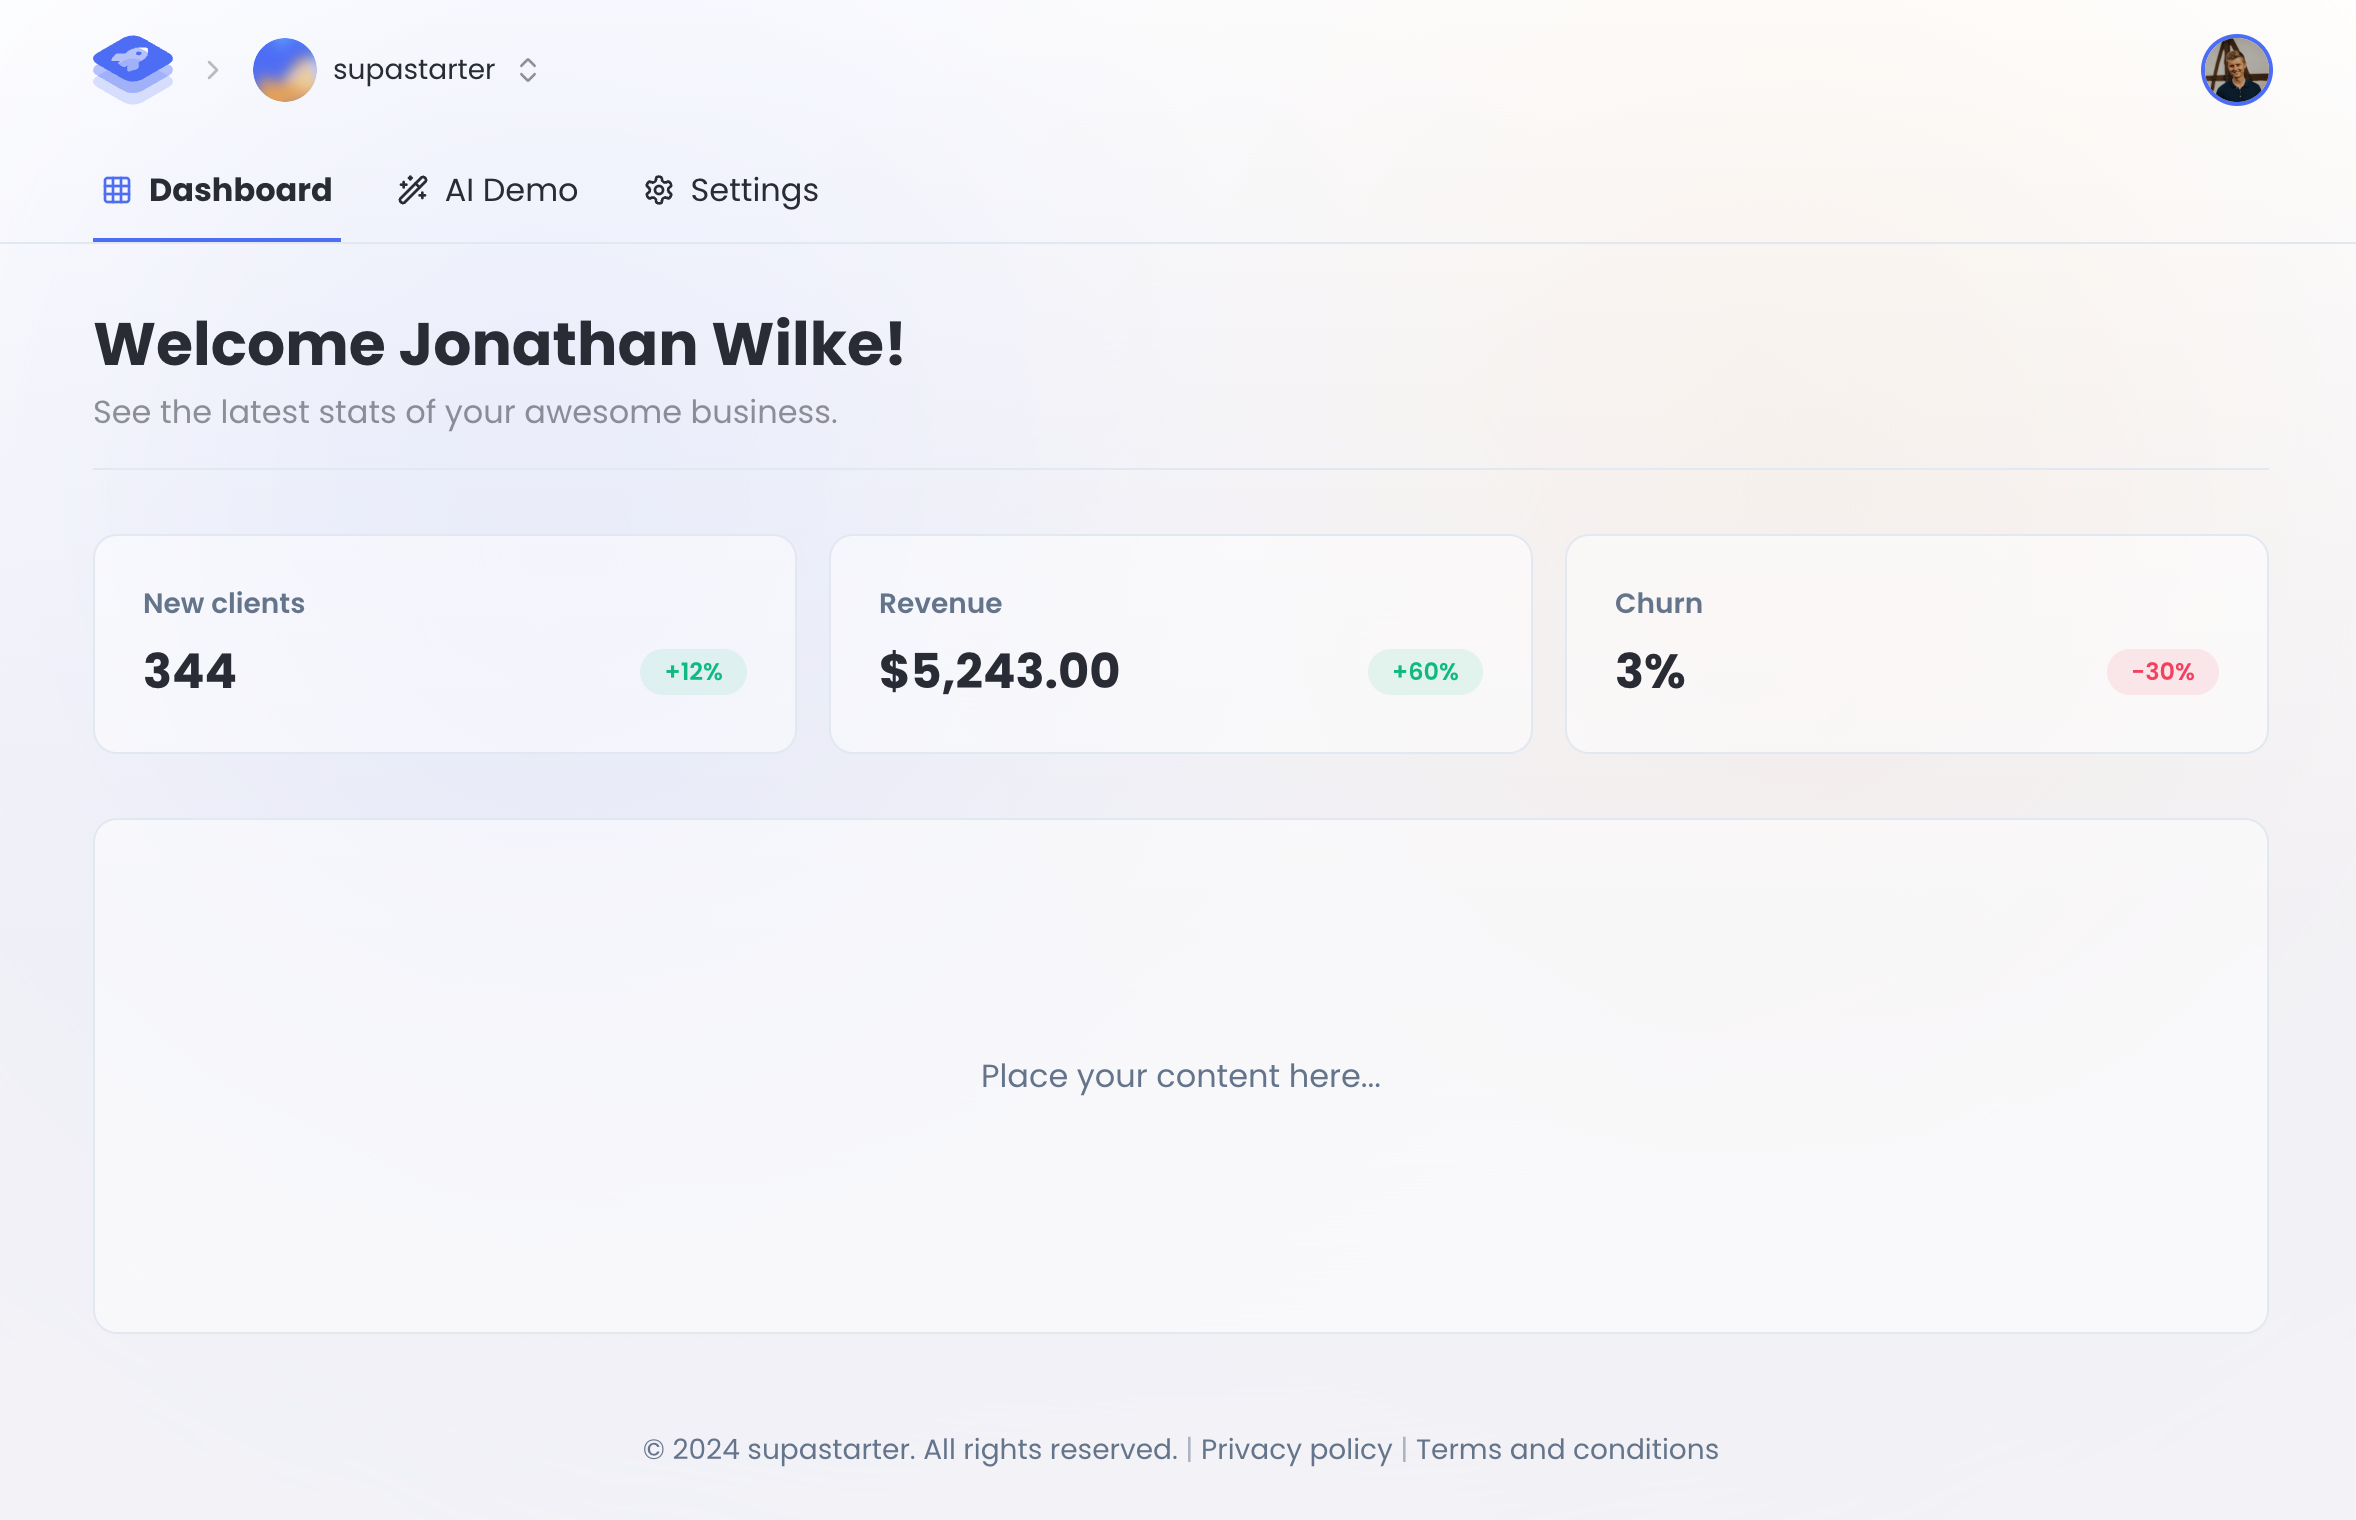 supastarter
Dashboard AI Demo Settings
Welcome Jonathan Wilke!
See the latest stats of your awesome business.
New clients
344 +12%
Revenue
$5,243.00 +60%
Churn
3% -30%
Place your content here...
© 2024 supastarter. All rights reserved. | Privacy policy | Terms and conditions